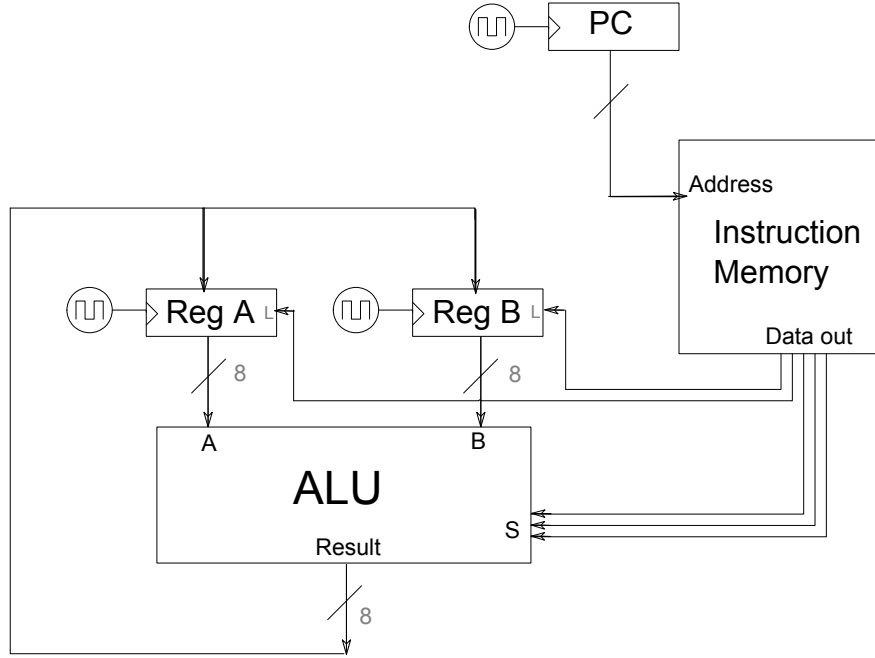 PC
Address
Instruction
Memory
Data out
Reg A L
Reg B L
8
8
A
B
ALU
S
Result
8